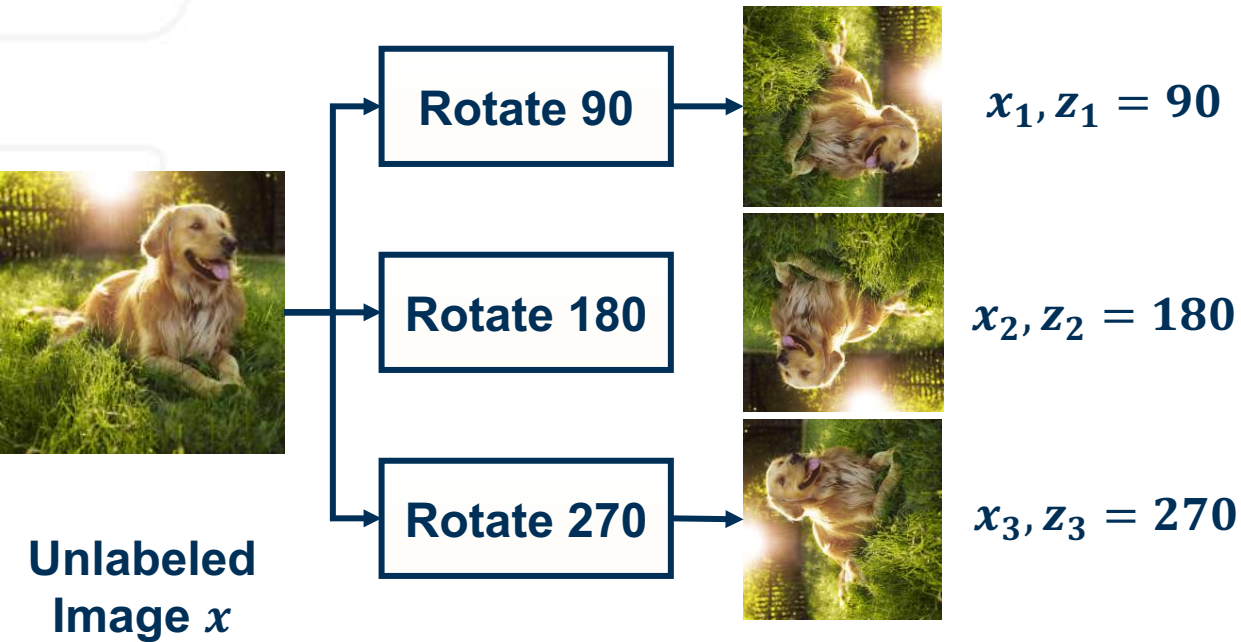 Rotate 90
x₁, z₁ = 90
Rotate 180
x₂, z₂ = 180
Rotate 270
x₃, z₃ = 270
Unlabeled
Image x